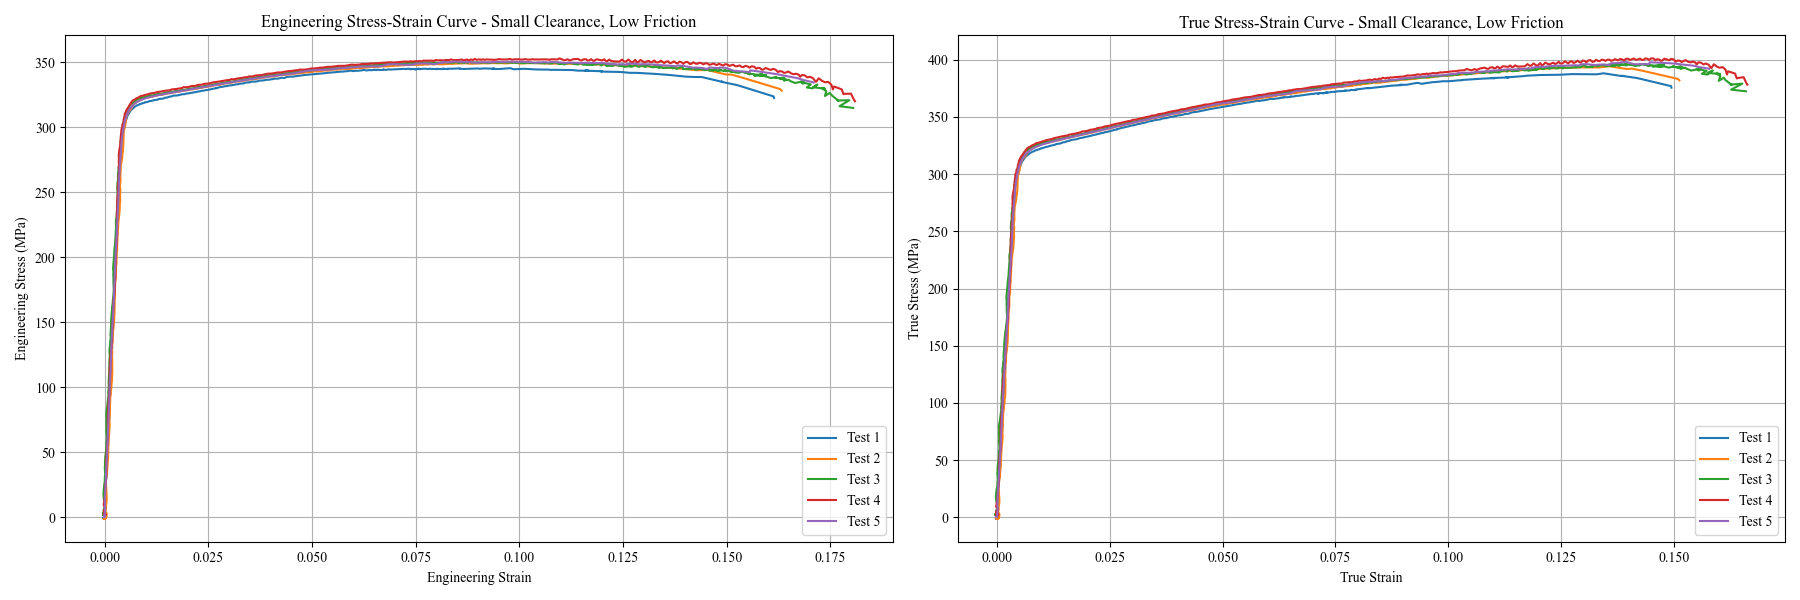 Engineering Stress-Strain Curve - Small Clearance, Low Friction
Engineering Stress (MPa)
350
300
250
200
150
100
50
0
0.000 0.025 0.050 0.075 0.100 0.125 0.150 0.175
Engineering Strain
Test 1
Test 2
Test 3
Test 4
Test 5
True Stress-Strain Curve - Small Clearance, Low Friction
True Stress (MPa)
400
350
300
250
200
150
100
50
0
0.000 0.025 0.050 0.075 0.100 0.125 0.150
True Strain
Test 1
Test 2
Test 3
Test 4
Test 5